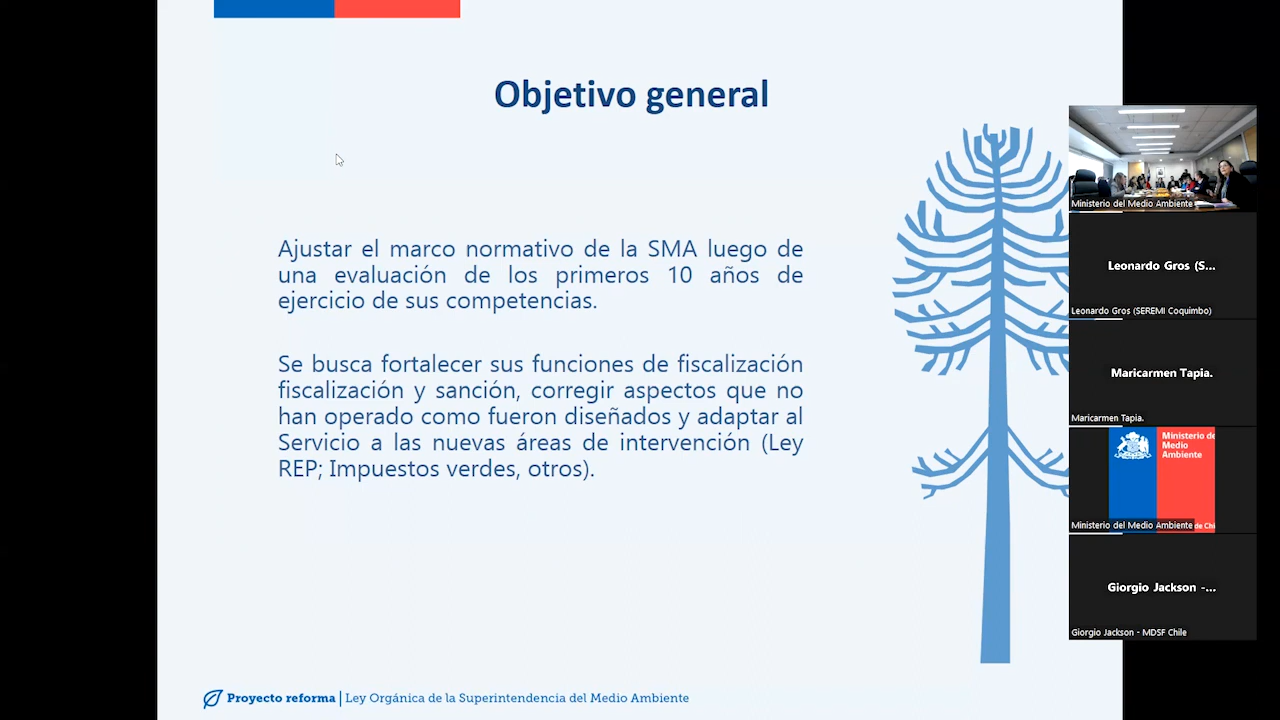 Objetivo general
Ajustar el marco normativo de la SMA luego de
una evaluación de los primeros 10 años de
ejercicio de sus competencias.
Se busca fortalecer sus funciones de fiscalización
fiscalización y sanción, corregir aspectos que no
han operado como fueron diseñados y adaptar al
Servicio a las nuevas áreas de intervención (Ley
REP; Impuestos verdes, otros).
Proyecto reforma | Ley Orgánica de la Superintendencia del Medio Ambiente
Ministerio del Medio Ambiente
Leonardo Gros (S...
Leonardo Gros (SEREMI Coquimbo)
Maricarmen Tapia.
Maricarmen Tapia.
Ministerio de
Medio
Ambiente
Ministerio del Medio Ambiente
de Chi
Giorgio Jackson -...
Giorgio Jackson - MDSF Chile